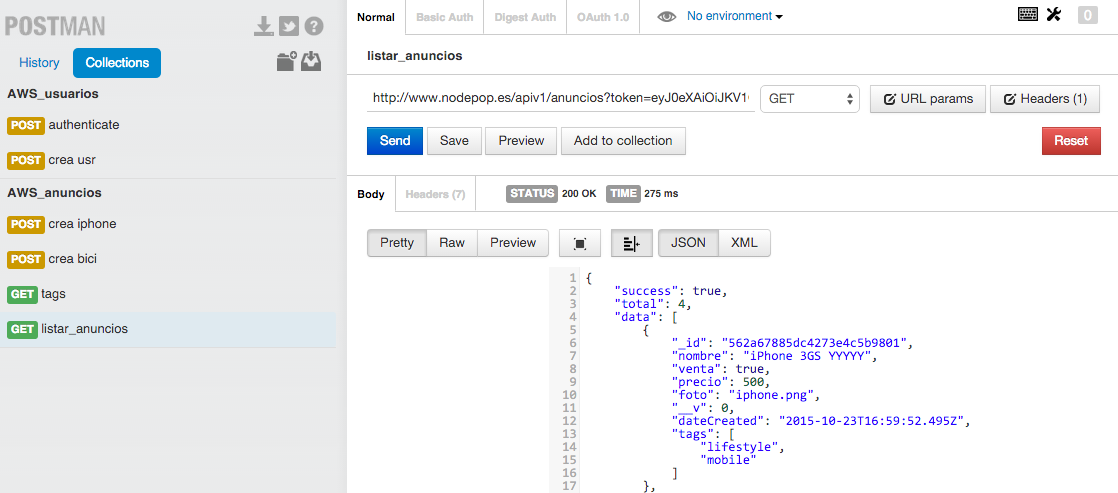 POSTMAN
History Collections
AWS_usuarios
POST authenticate
POST crea usr
AWS_anuncios
POST crea iphone
POST crea bici
GET tags
GET listar_anuncios
Normal Basic Auth Digest Auth OAuth 1.0 No environment 0
listar_anuncios
http://www.nodepop.es/apiv1/anuncios?token=eyJ0eXAiOiJKV1 GET URL params Headers (1)
Send Save Preview Add to collection Reset
Body Headers (7) STATUS 200 OK TIME 275 ms
Pretty Raw Preview JSON XML
1 {
2 "success": true,
3 "total": 4,
4 "data": [
5 {
6 "_id": "562a67885dc4273e4c5b9801",
7 "nombre": "iPhone 3GS YYYYY",
8 "venta": true,
9 "precio": 500,
10 "foto": "iphone.png",
11 "__v": 0,
12 "dateCreated": "2015-10-23T16:59:52.495Z",
13 "tags": [
14 "lifestyle",
15 "mobile"
16 ]
17 },